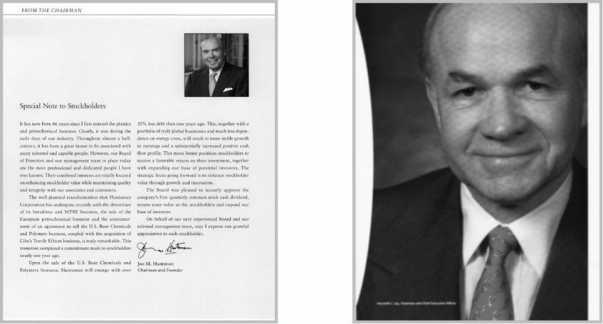 FROM THE CHAIRMAN
Special Note to Stockholders
It has now been 46 years since I first entered the plastics
and petrochemical business. Clearly, it was during the
early days of our industry. Throughout almost a half-
century, it has been a great honor to be associated with
many talented and capable people. However, our Board
of Directors and our management team in place today
are the most professional and dedicated people I have
ever known. Their combined interests are totally focused
on enhancing stockholder value while maintaining quality
and integrity with our associates and customers.
The well-planned transformation that Huntsman
Corporation has undergone recently with the divestiture
of its butadiene and MTBE business, the sale of the
European petrochemical business and the announce-
ment of an agreement to sell the U.S. Base Chemicals
and Polymers business, coupled with the acquisition of
Ciba's Textile Effects business, is truly remarkable. This
transition completed a commitment made to stockholders
nearly one year ago.
Upon the sale of the U.S. Base Chemicals and
Polymers business, Huntsman will emerge with over
50% less debt than two years ago. This, together with a
portfolio of truly global businesses and much less depen-
dence on energy costs, will result in more stable growth
in earnings and a substantially increased positive cash
flow profile. This move better positions stockholders to
receive a favorable return on their investment, together
with expanding our base of potential investors. The
strategic focus going forward is to enhance stockholder
value through growth and innovation.
The Board was pleased to recently approve the
company's first quarterly common stock cash dividend,
return some value to the stockholders and expand our
base of investors.
On behalf of our very experienced Board and our
talented management team, may I express our grateful
appreciation to each stockholder.
Jon M. Huntsman
Chairman and Founder
Kenneth L. Lay, Chairman and Chief Executive Officer